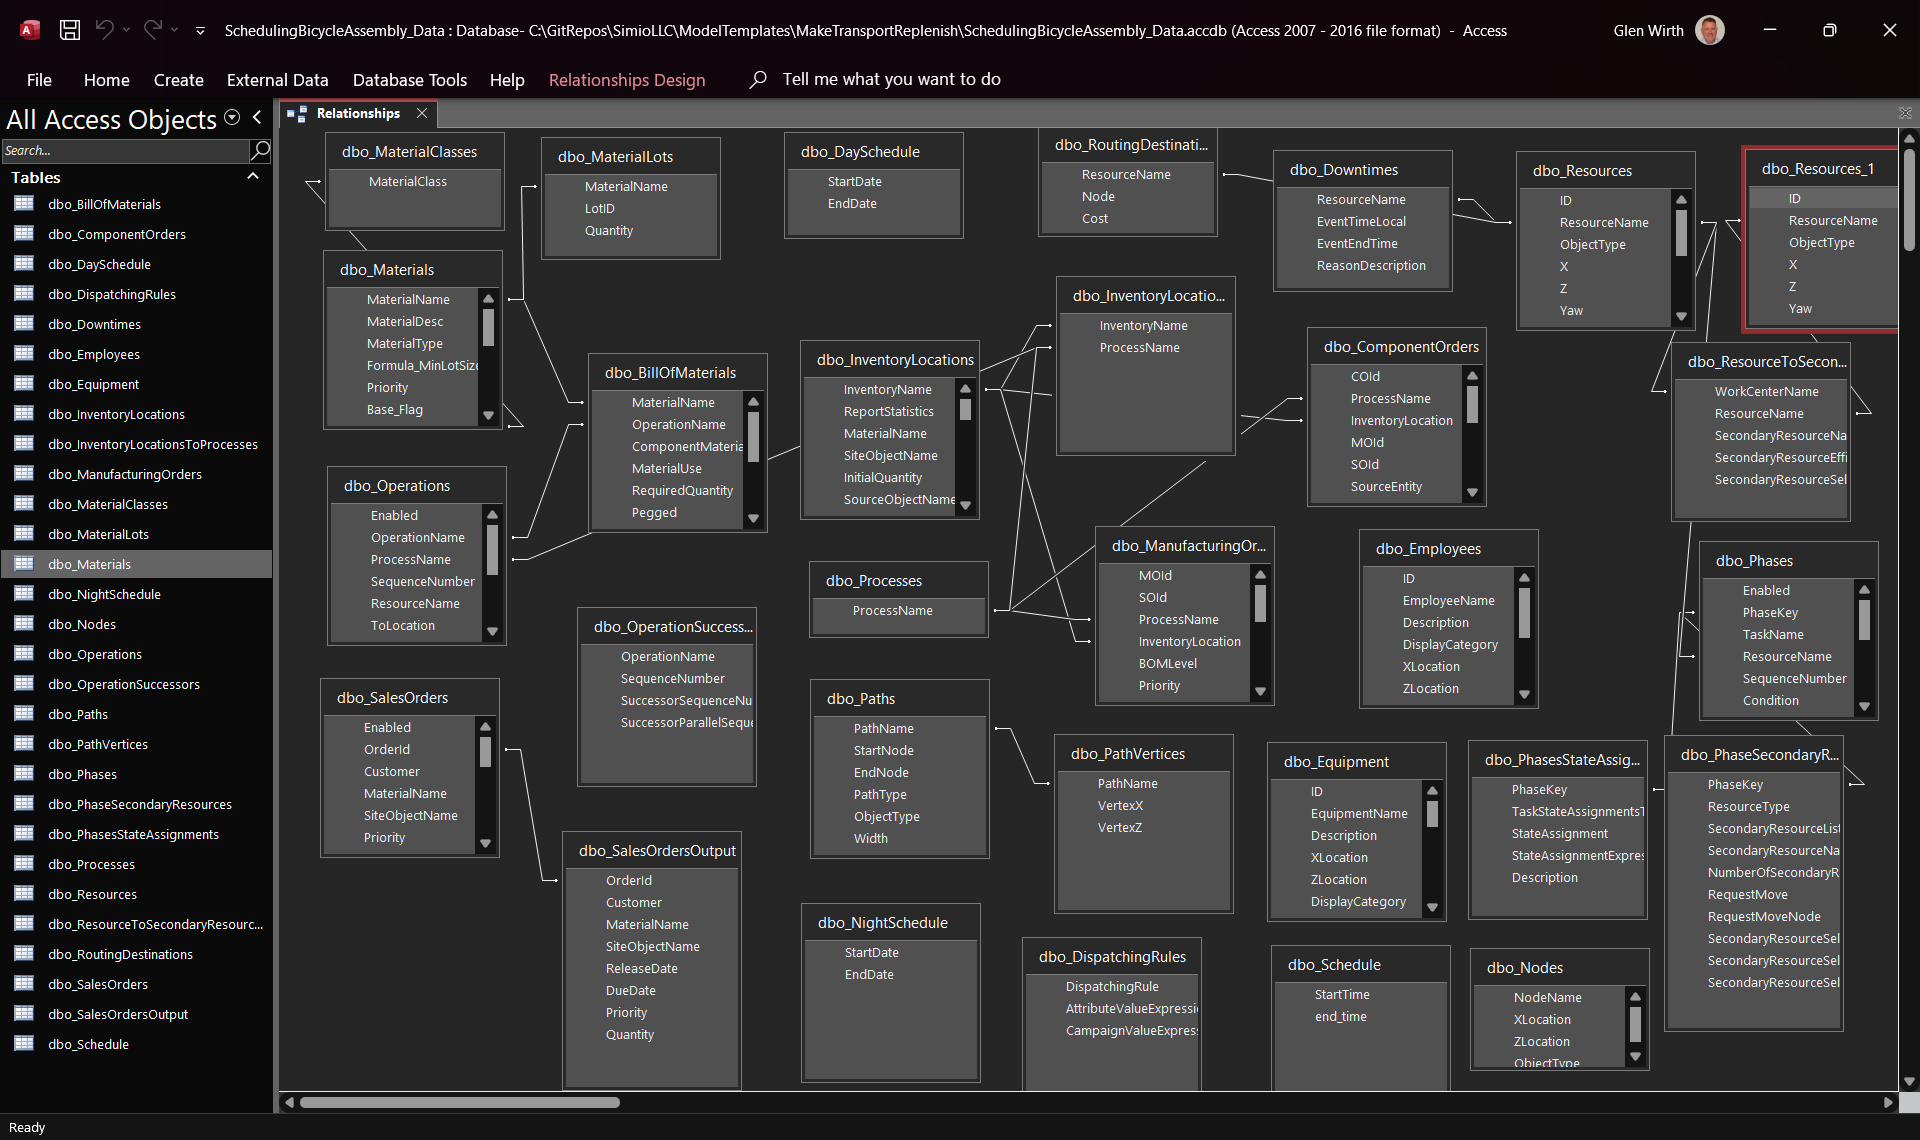 SchedulingBicycleAssembly_Data : Database- C:\GitRepos\SimioLLC\ModelTemplates\MakeTransportReplenish\SchedulingBicycleAssembly_Data.accdb (Access 2007 - 2016 file format) - Access
Glen Wirth
File
Home
Create
External Data
Database Tools
Help
Relationships Design
Tell me what you want to do
All Access Objects
Search...
Tables
dbo_BillOfMaterials
dbo_ComponentOrders
dbo_DaySchedule
dbo_DispatchingRules
dbo_Downtimes
dbo_Employees
dbo_Equipment
dbo_InventoryLocations
dbo_InventoryLocationsToProcesses
dbo_ManufacturingOrders
dbo_MaterialClasses
dbo_MaterialLots
dbo_Materials
dbo_NightSchedule
dbo_Nodes
dbo_Operations
dbo_OperationSuccessors
dbo_Paths
dbo_PathVertices
dbo_Phases
dbo_PhaseSecondaryResources
dbo_PhasesStateAssignments
dbo_Processes
dbo_Resources
dbo_ResourceToSecondaryResourc...
dbo_RoutingDestinations
dbo_SalesOrders
dbo_SalesOrdersOutput
dbo_Schedule
Relationships
dbo_MaterialClasses
MaterialClass
dbo_MaterialLots
MaterialName
LotID
Quantity
dbo_DaySchedule
StartDate
EndDate
dbo_RoutingDestinati...
ResourceName
Node
Cost
dbo_Downtimes
ResourceName
EventTimeLocal
EventEndTime
ReasonDescription
dbo_Resources
ID
ResourceName
ObjectType
X
Z
Yaw
dbo_Resources_1
ID
ResourceName
ObjectType
X
Z
Yaw
dbo_Materials
MaterialName
MaterialDesc
MaterialType
Formula_MinLotSize
Priority
Base_Flag
dbo_BillOfMaterials
MaterialName
OperationName
ComponentMateria
MaterialUse
RequiredQuantity
Pegged
dbo_InventoryLocations
InventoryName
ReportStatistics
MaterialName
SiteObjectName
InitialQuantity
SourceObjectName
dbo_InventoryLocatio...
InventoryName
ProcessName
dbo_ComponentOrders
COId
ProcessName
InventoryLocation
MOId
SOId
SourceEntity
dbo_ResourceToSecon...
WorkCenterName
ResourceName
SecondaryResourceNa
SecondaryResourceEffi
SecondaryResourceSel
dbo_Operations
Enabled
OperationName
ProcessName
SequenceNumber
ResourceName
ToLocation
dbo_OperationSuccess...
OperationName
SequenceNumber
SuccessorSequenceNu
SuccessorParallelSeque
dbo_Processes
ProcessName
dbo_ManufacturingOr...
MOId
SOId
ProcessName
InventoryLocation
BOMLevel
Priority
dbo_Employees
ID
EmployeeName
Description
DisplayCategory
XLocation
ZLocation
dbo_Phases
Enabled
PhaseKey
TaskName
ResourceName
SequenceNumber
Condition
dbo_SalesOrders
Enabled
OrderId
Customer
MaterialName
SiteObjectName
Priority
dbo_SalesOrdersOutput
OrderId
Customer
MaterialName
SiteObjectName
ReleaseDate
DueDate
Priority
Quantity
dbo_Paths
PathName
StartNode
EndNode
PathType
ObjectType
Width
dbo_PathVertices
PathName
VertexX
VertexZ
dbo_Equipment
ID
EquipmentName
Description
XLocation
ZLocation
DisplayCategory
dbo_PhasesStateAssig...
PhaseKey
TaskStateAssignmentsT
StateAssignment
StateAssignmentExpres
Description
dbo_PhaseSecondaryR...
PhaseKey
ResourceType
SecondaryResourceList
SecondaryResourceNa
NumberOfSecondaryR
RequestMove
RequestMoveNode
SecondaryResourceSel
SecondaryResourceSel
SecondaryResourceSel
dbo_NightSchedule
StartDate
EndDate
dbo_DispatchingRules
DispatchingRule
AttributeValueExpressi
CampaignValueExpress
dbo_Schedule
StartTime
end_time
dbo_Nodes
NodeName
XLocation
ZLocation
ObjectType
Ready